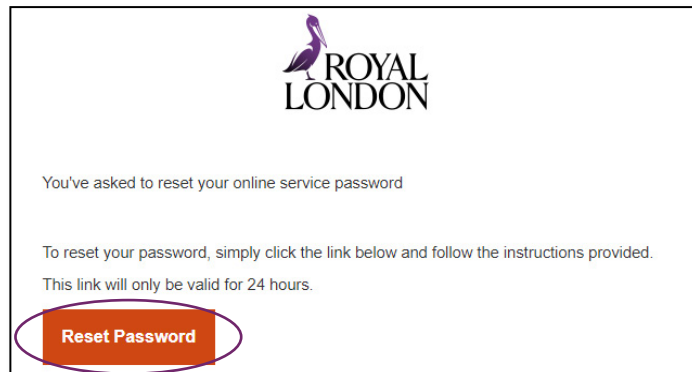 ROYAL
LONDON
You've asked to reset your online service password
To reset your password, simply click the link below and follow the instructions provided.
This link will only be valid for 24 hours.
Reset Password